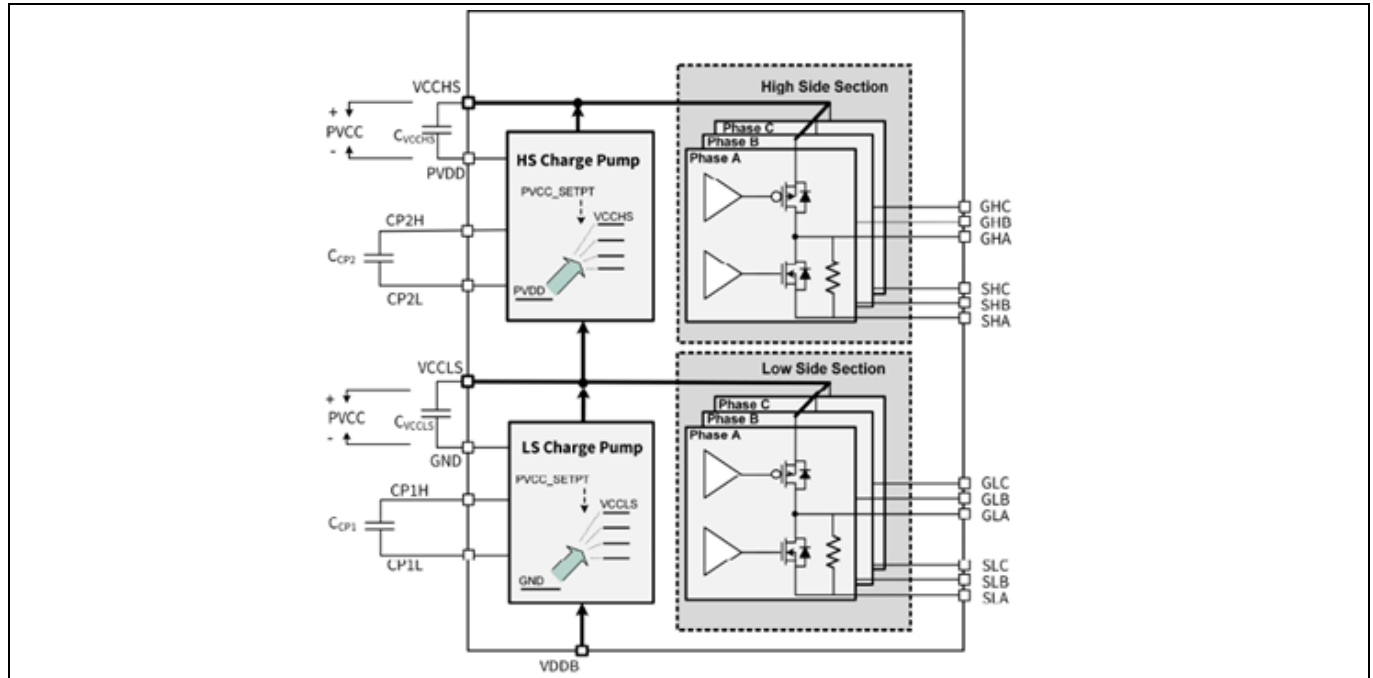 VCCHS
+
PVCC
-
CVCCHS
PVDD
CP2H
CCP2
CP2L
HS Charge Pump
PVCC_SETPT
VCCHS
PVDD
High Side Section
Phase C
Phase B
Phase A
GHC
GHB
GHA
SHC
SHB
SHA
VCCLS
+
PVCC
-
CVCCLS
GND
CP1H
CCP1
CP1L
LS Charge Pump
PVCC_SETPT
VCCLS
GND
Low Side Section
Phase C
Phase B
Phase A
GLC
GLB
GLA
SLC
SLB
SLA
VDDB